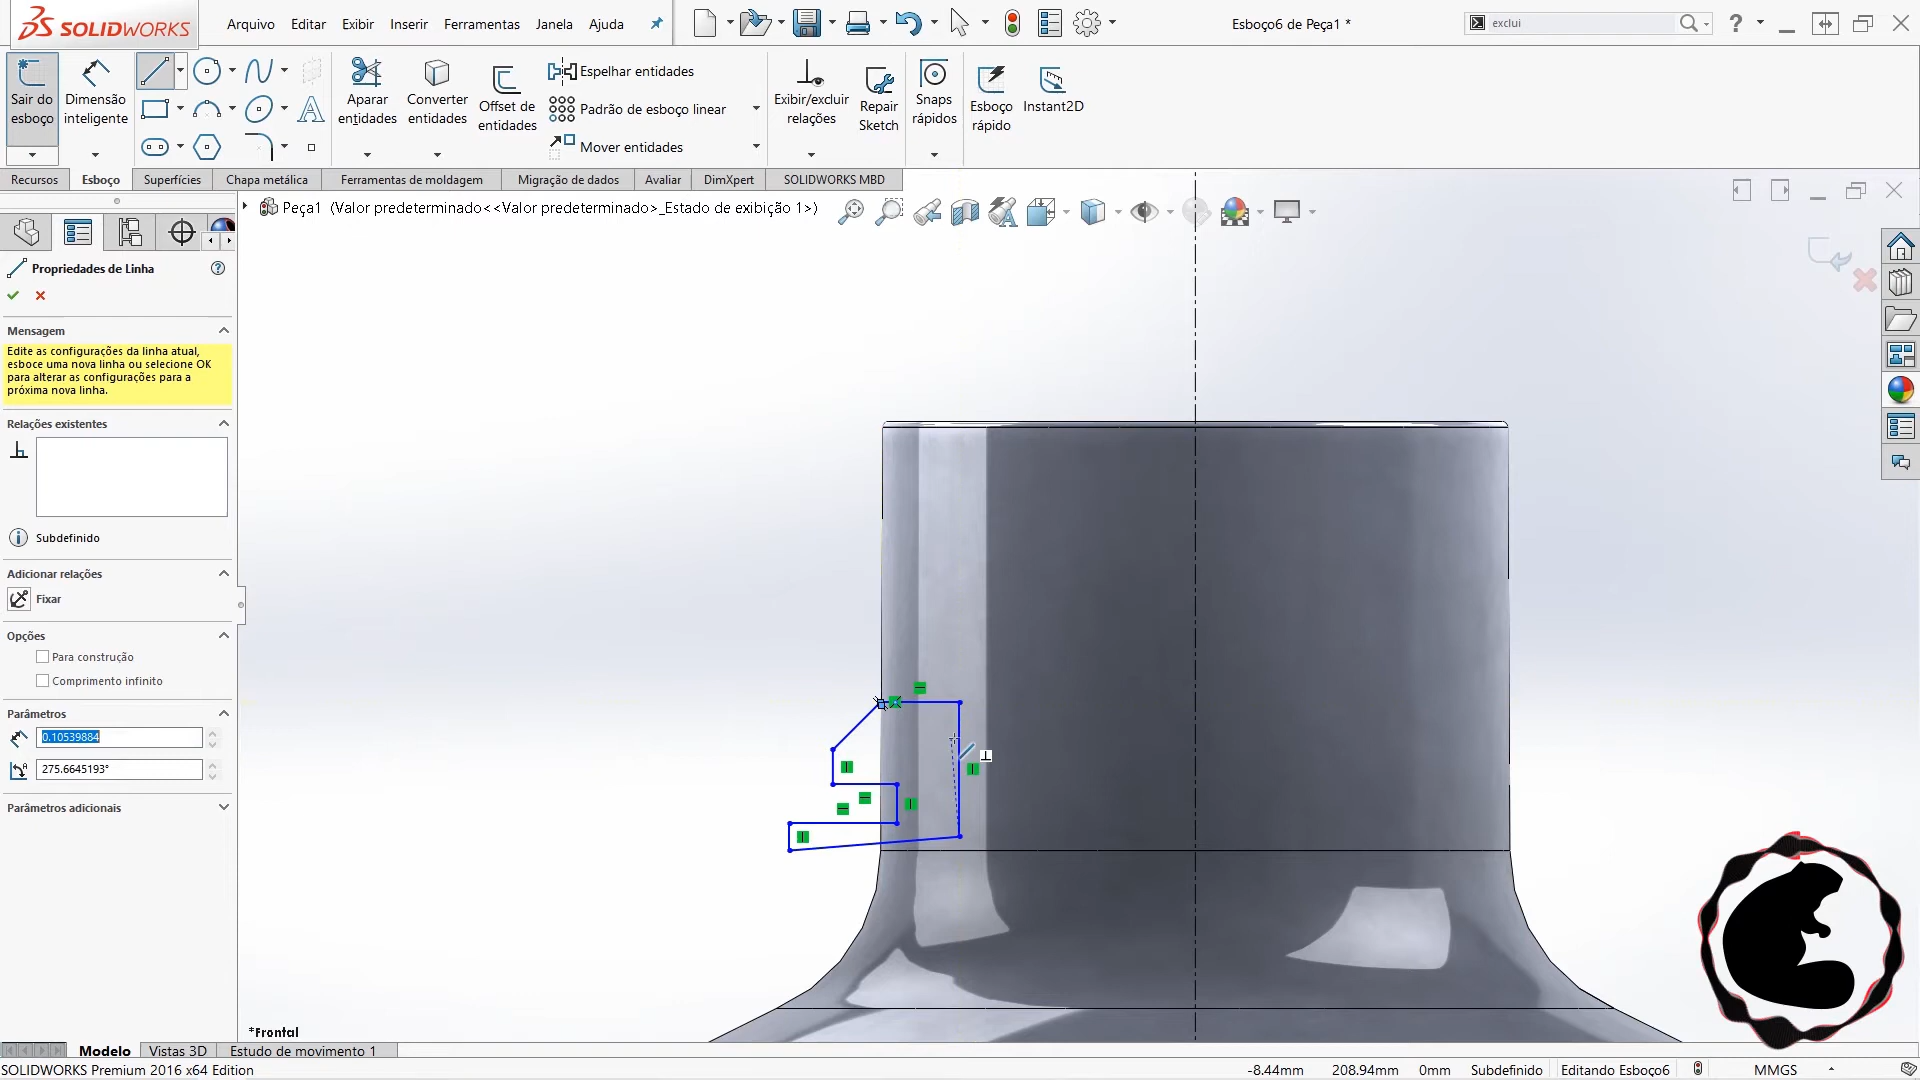 SOLIDWORKS
Arquivo
Editar
Exibir
Inserir
Ferramentas
Janela
Ajuda
Esboço6 de Peça1 *
exclui
Sair do
esboço
Dimensão
inteligente
Aparar
entidades
Converter
entidades
Offset de
entidades
Espelhar entidades
Padrão de esboço linear
Mover entidades
Exibir/excluir
relações
Repair
Sketch
Snaps
rápidos
Esboço
rápido
Instant2D
Recursos
Esboço
Superfícies
Chapa metálica
Ferramentas de moldagem
Migração de dados
Avaliar
DimXpert
SOLIDWORKS MBD
Peça1 (Valor predeterminado<<Valor predeterminado>_Estado de exibição 1>)
Propriedades de Linha
Mensagem
Edite as configurações da linha atual,
esboce uma nova linha ou selecione OK
para alterar as configurações para a
próxima nova linha.
Relações existentes
Subdefinido
Adicionar relações
Fixar
Opções
Para construção
Comprimento infinito
Parâmetros
0.10539884
275.6645193°
Parâmetros adicionais
*Frontal
Modelo
Vistas 3D
Estudo de movimento 1
SOLIDWORKS Premium 2016 x64 Edition
-8.44mm
208.94mm
0mm
Subdefinido
Editando Esboço6
MMGS